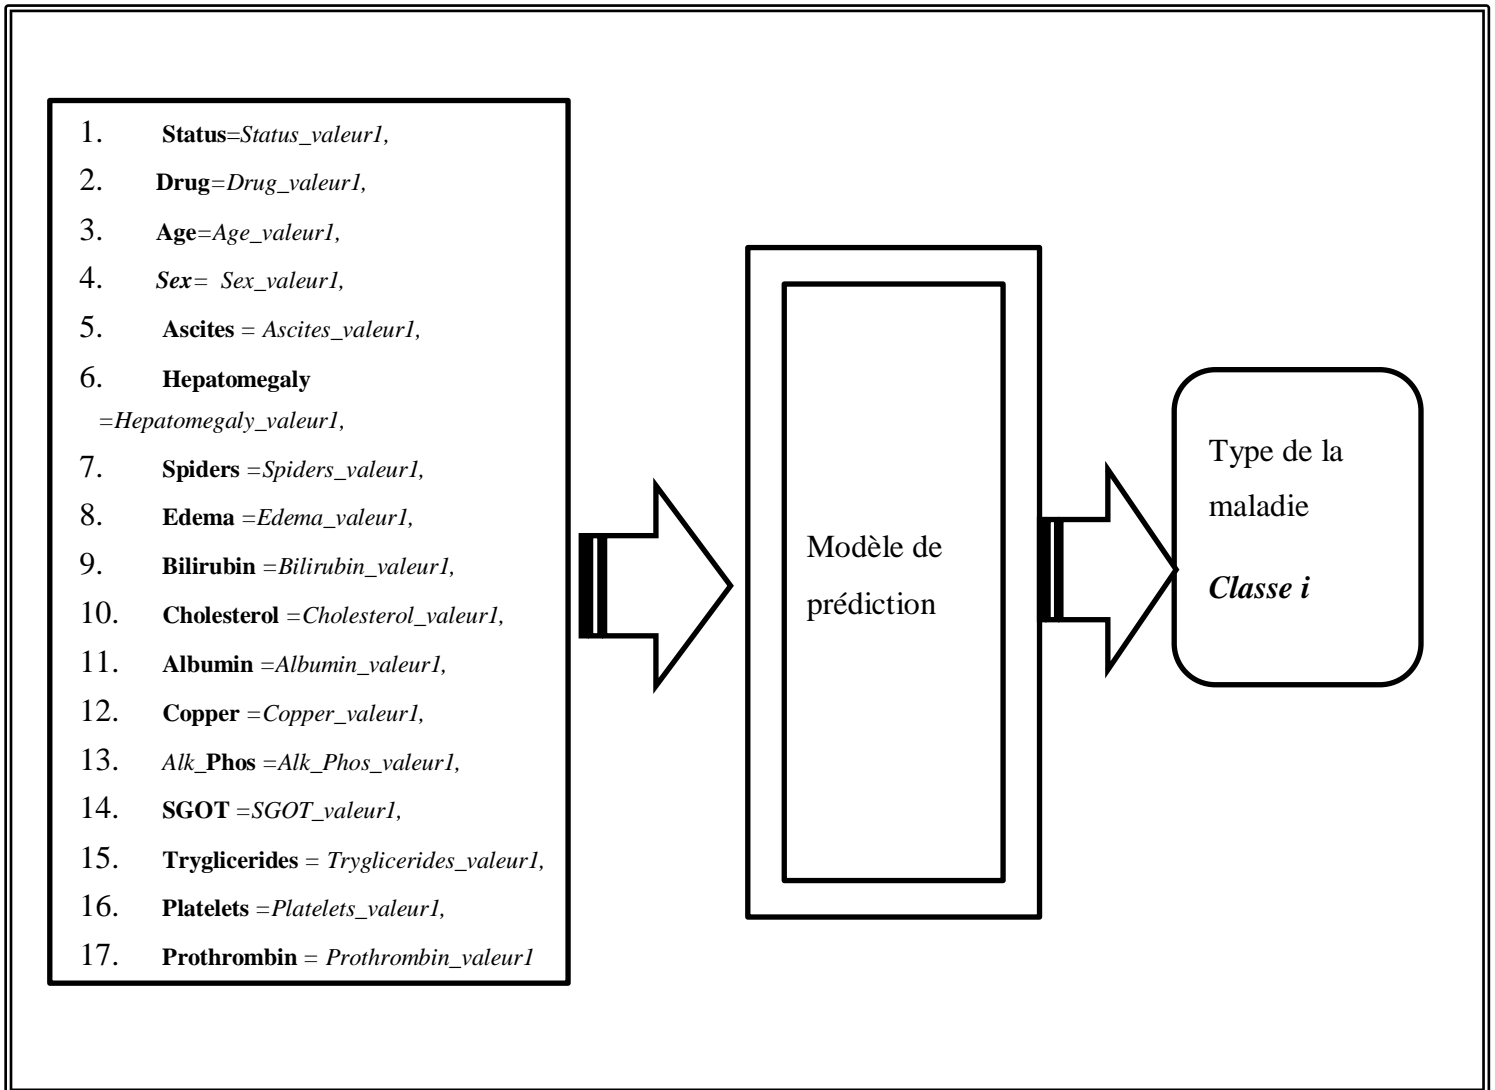 1. Status=Status_valeur1,
2. Drug=Drug_valeur1,
3. Age=Age_valeur1,
4. Sex= Sex_valeur1,
5. Ascites = Ascites_valeur1,
6. Hepatomegaly
=Hepatomegaly_valeur1,
7. Spiders =Spiders_valeur1,
8. Edema =Edema_valeur1,
9. Bilirubin =Bilirubin_valeur1,
10. Cholesterol =Cholesterol_valeur1,
11. Albumin =Albumin_valeur1,
12. Copper =Copper_valeur1,
13. Alk_Phos =Alk_Phos_valeur1,
14. SGOT =SGOT_valeur1,
15. Tryglicerides = Tryglicerides_valeur1,
16. Platelets =Platelets_valeur1,
17. Prothrombin = Prothrombin_valeur1
Modèle de
prédiction
Type de la
maladie
Classe i